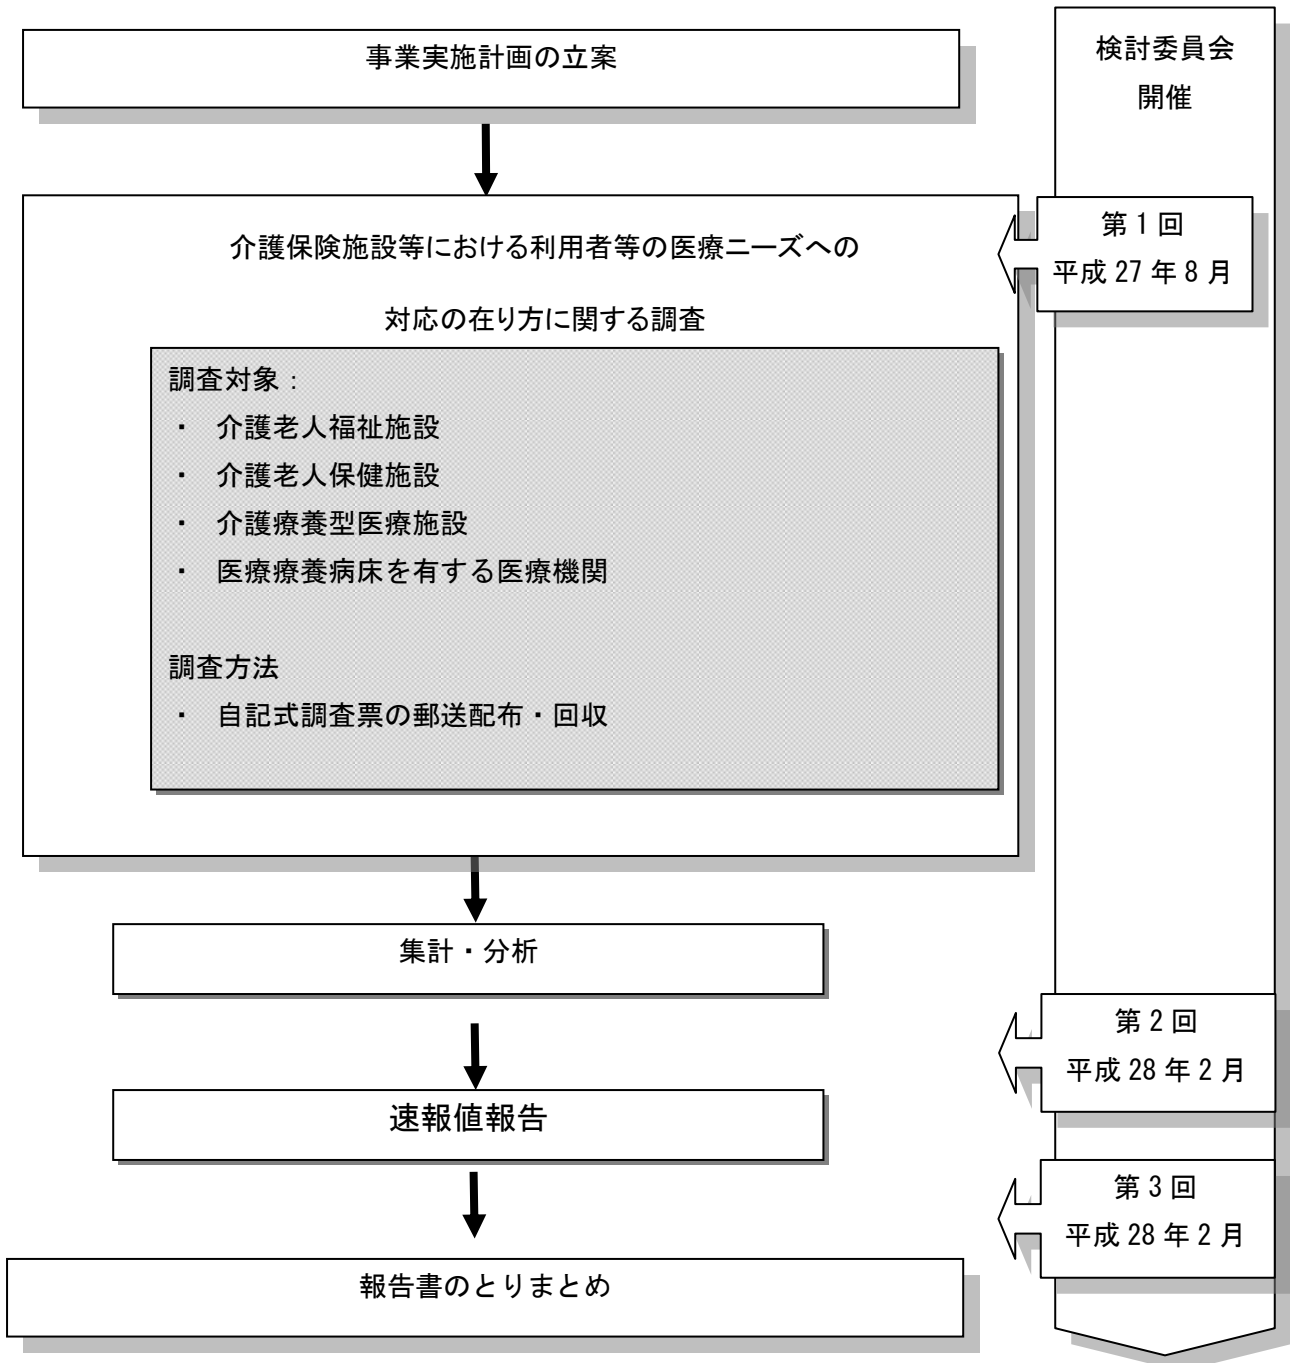 事業実施計画の立案
検討委員会
開催
介護保険施設等における利用者等の医療ニーズへの
対応の在り方に関する調査
第1回
平成27年8月
調査対象：
・ 介護老人福祉施設
・ 介護老人保健施設
・ 介護療養型医療施設
・ 医療療養病床を有する医療機関
調査方法
・ 自記式調査票の郵送配布・回収
集計・分析
第2回
平成28年2月
速報値報告
第3回
平成28年2月
報告書のとりまとめ